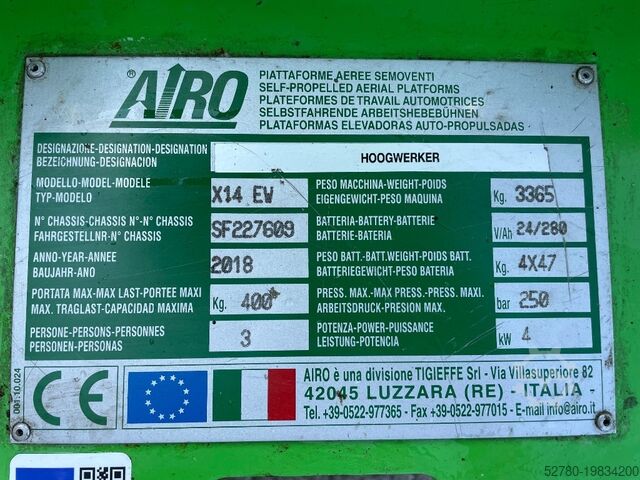 ® AIRO
PIATTAFORME AEREE SEMOVENTI
SELF-PROPELLED AERIAL PLATFORMS
PLATEFORMES DE TRAVAIL AUTOMOTRICES
SELBSTFAHRENDE ARBEITSHEBEBÜHNEN
PLATAFORMAS ELEVADORAS AUTO-PROPULSADAS
DESIGNAZIONE-DESIGNATION-DESIGNATION
BEZEICHNUNG-DESIGNACION
HOOGWERKER
MODELLO-MODEL-MODELE
TYP-MODELO
X14 EW
PESO MACCHINA-WEIGHT-POIDS
EIGENGEWICHT-PESO MAQUINA
Kg. 3365
N° CHASSIS-CHASSIS N°-N° CHASSIS
FAHRGESTELLNR-N° CHASSIS
SF227609
BATTERIA-BATTERY-BATTERIE
BATTERIE-BATERIA
V/Ah 24/280
ANNO-YEAR-ANNEE
BAUJAHR-ANO
2018
PESO BATT.-BATT.WEIGHT-POIDS BATT.
BATTERIEGEWICHT-PESO BATERIA
Kg. 4X47
PORTATA MAX-MAX LAST-PORTEE MAXI
MAX. TRAGLAST-CAPACIDAD MAXIMA
Kg. 400*
PRESS. MAX.-MAX PRESS.-PRESS. MAXI.
ARBEITSDRUCK-PRESION MAX.
bar 250
PERSONE-PERSONS-PERSONNES
PERSONEN-PERSONAS
3
POTENZA-POWER-PUISSANCE
LEISTUNG-POTENCIA
kW 4
001.10.024
CE
AIRO è una divisione TIGIEFFE Srl - Via Villasuperiore 82
42045 LUZZARA (RE) - ITALIA -
Tel. +39-0522-977365 - Fax +39-0522-977015 - E-mail info@airo.it
52780-19834200